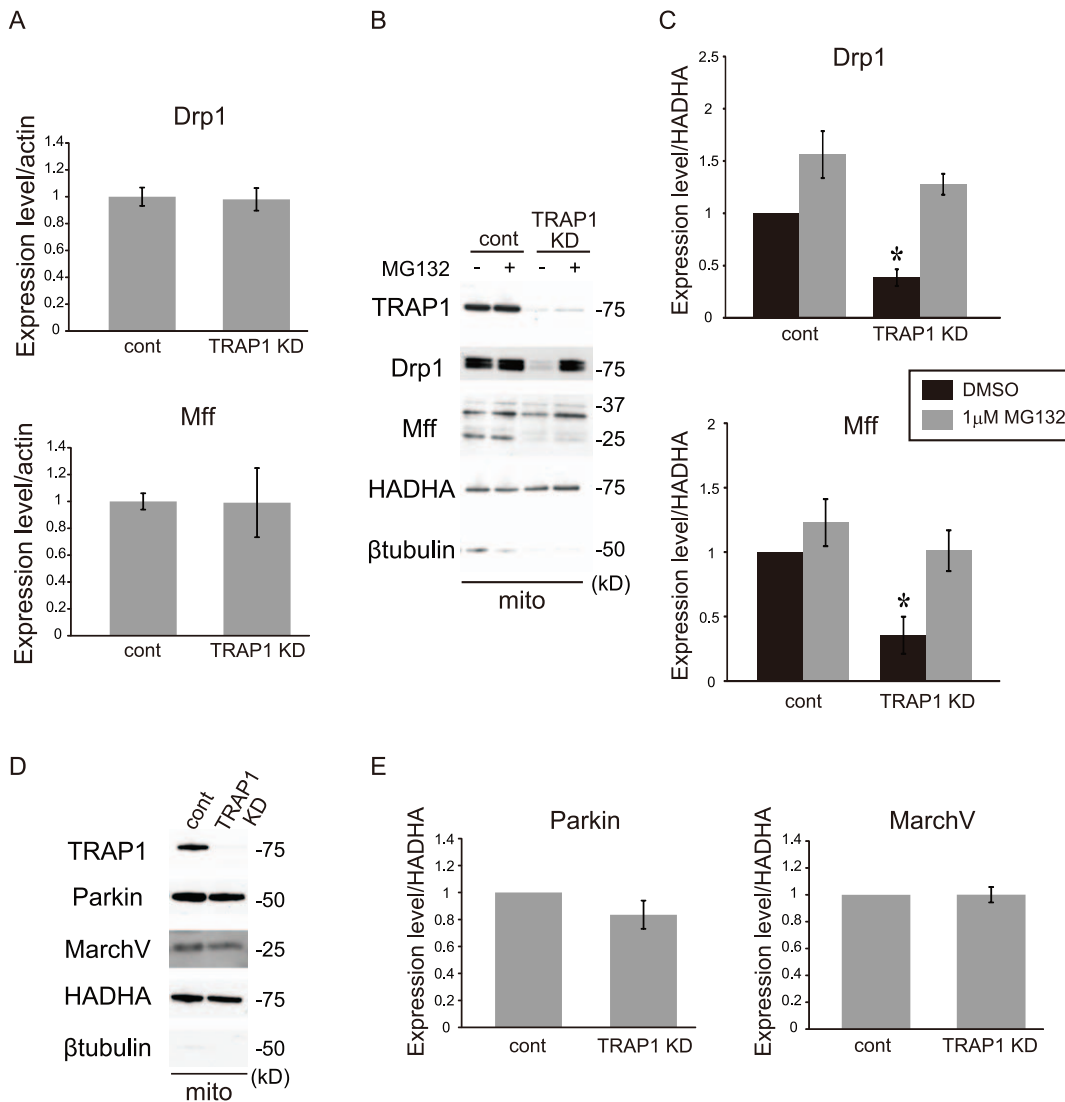 A
Drp1
Expression level/actin
1.4
1.2
1
0.8
0.6
0.4
0.2
0
cont
TRAP1 KD
Mff
Expression level/actin
1.4
1.2
1
0.8
0.6
0.4
0.2
0
cont
TRAP1 KD
B
cont
TRAP1
KD
MG132
- + - +
TRAP1 -75
Drp1 -75
Mff -37
-25
HADHA -75
βtubulin -50
mito (kD)
C
Drp1
Expression level/HADHA
2.5
2
1.5
1
0.5
0
*
cont
TRAP1 KD
DMSO
1μM MG132
Mff
Expression level/HADHA
2
1.5
1
0.5
0
*
cont
TRAP1 KD
D
cont
TRAP1
KD
TRAP1 -75
Parkin -50
MarchV -25
HADHA -75
βtubulin -50
mito (kD)
E
Parkin
Expression level/HADHA
1.4
1.2
1
0.8
0.6
0.4
0.2
0
cont
TRAP1 KD
MarchV
Expression level/HADHA
1.4
1.2
1
0.8
0.6
0.4
0.2
0
cont
TRAP1 KD